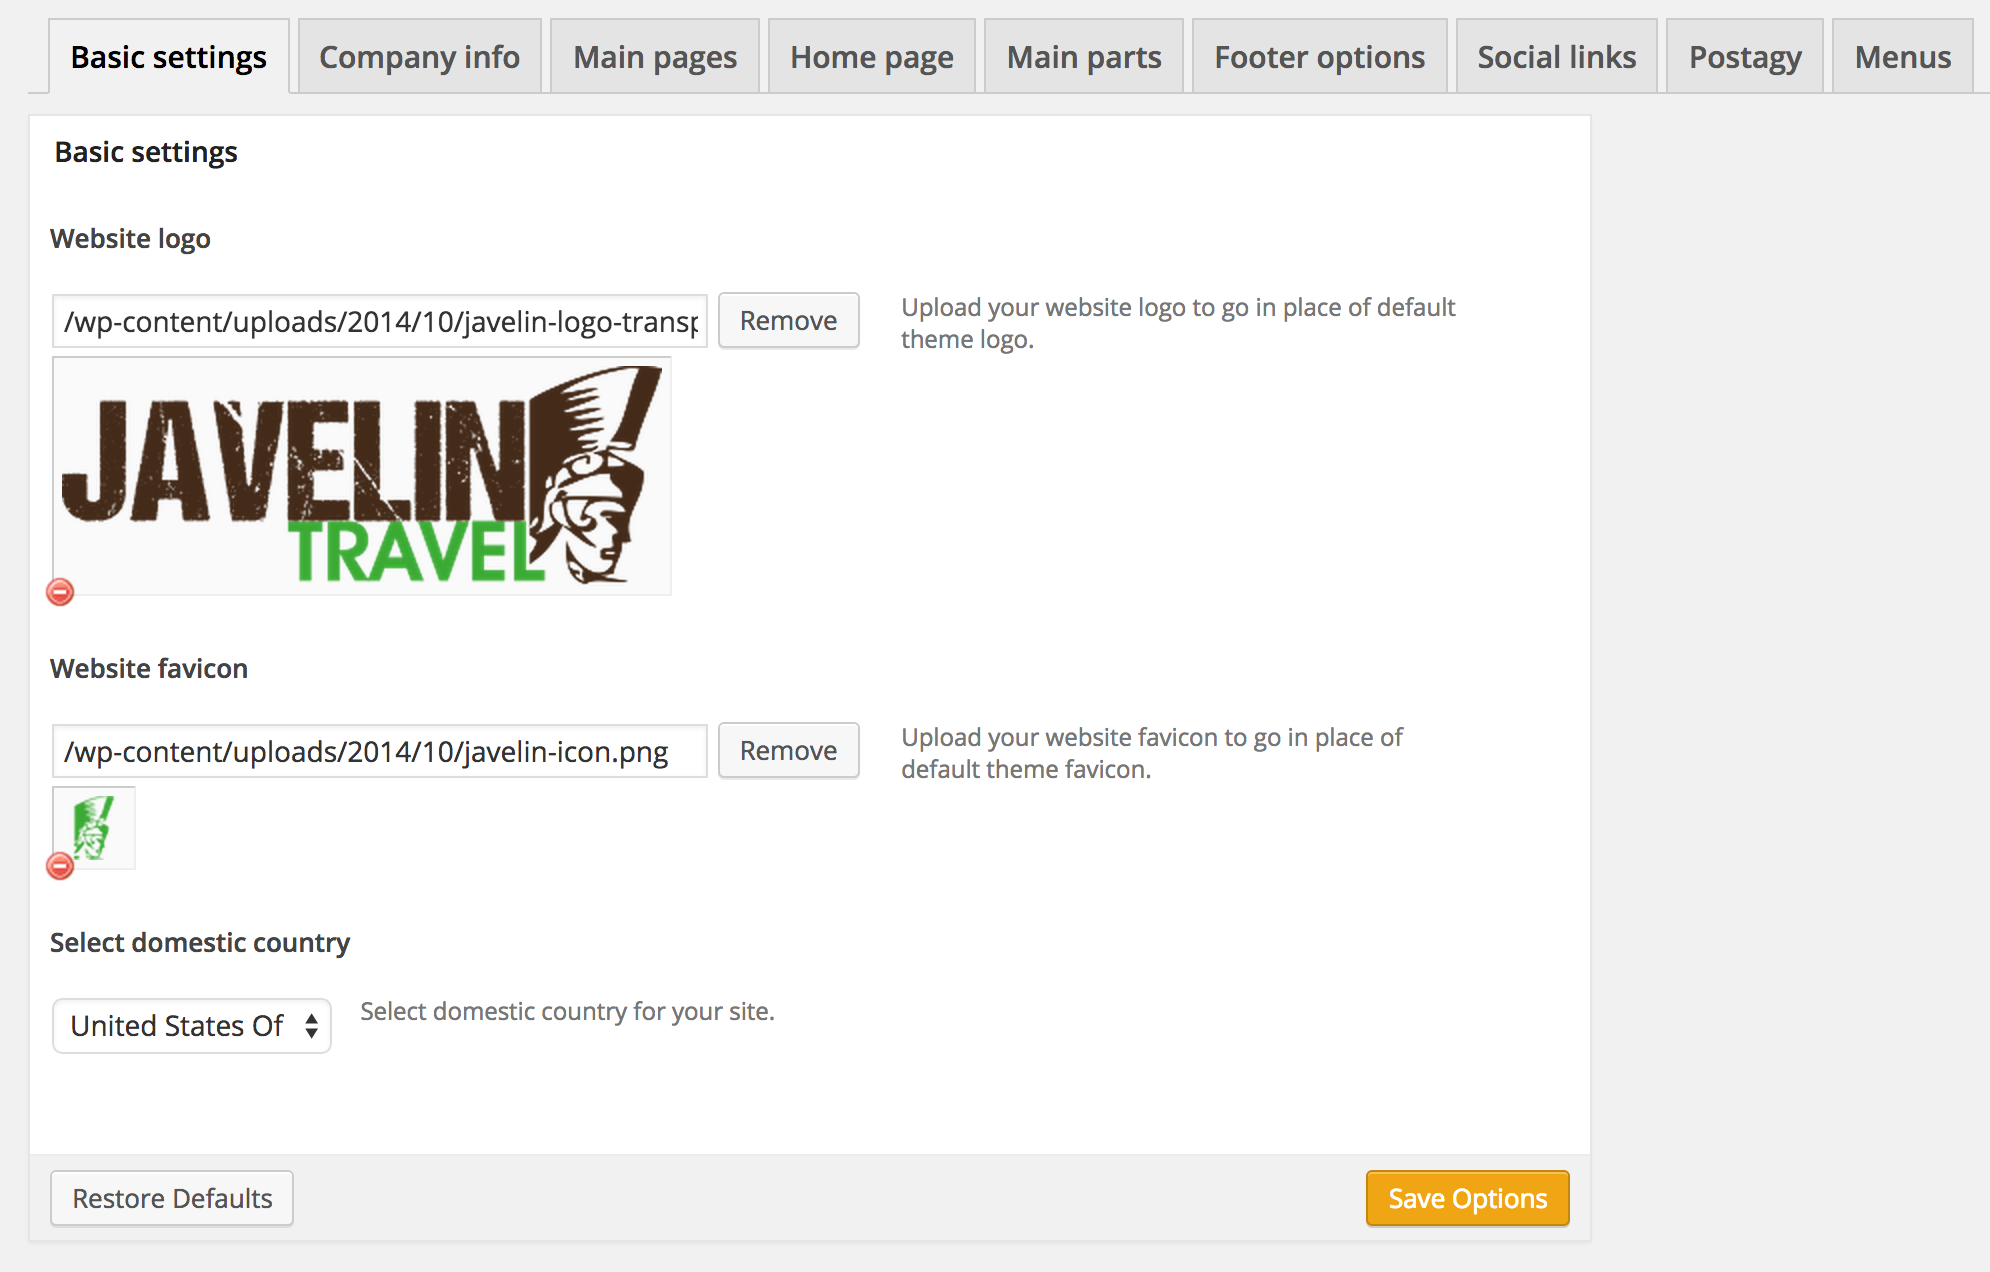 Basic settings
Company info
Main pages
Home page
Main parts
Footer options
Social links
Postagy
Menus
Basic settings
Website logo
/wp-content/uploads/2014/10/javelin-logo-transp
Remove
Upload your website logo to go in place of default
theme logo.
JAVELIN
TRAVEL
Website favicon
/wp-content/uploads/2014/10/javelin-icon.png
Remove
Upload your website favicon to go in place of
default theme favicon.
Select domestic country
United States Of
Select domestic country for your site.
Restore Defaults
Save Options